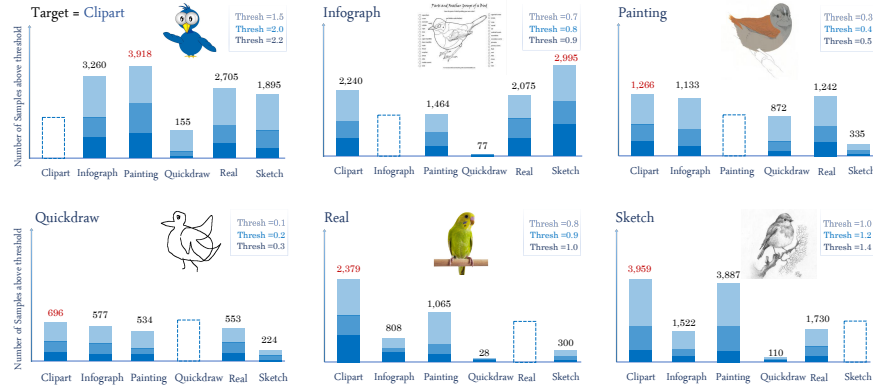 Target = Clipart
Thresh =1.5
Thresh =2.0
Thresh =2.2
Number of Samples above threshold
3,260
3,918
155
2,705
1,895
Clipart
Infograph
Painting
Quickdraw
Real
Sketch
Infograph
Thresh =0.7
Thresh =0.8
Thresh =0.9
2,240
1,464
77
2,075
2,995
Clipart
Infograph
Painting
Quickdraw
Real
Sketch
Painting
Thresh =0.3
Thresh =0.4
Thresh =0.5
1,266
1,133
872
1,242
335
Clipart
Infograph
Painting
Quickdraw
Real
Sketch
Quickdraw
Thresh =0.1
Thresh =0.2
Thresh =0.3
Number of Samples above threshold
696
577
534
553
224
Clipart
Infograph
Painting
Quickdraw
Real
Sketch
Real
Thresh =0.8
Thresh =0.9
Thresh =1.0
2,379
808
1,065
28
300
Clipart
Infograph
Painting
Quickdraw
Real
Sketch
Sketch
Thresh =1.0
Thresh =1.2
Thresh =1.4
3,959
1,522
3,887
110
1,730
Clipart
Infograph
Painting
Quickdraw
Real
Sketch